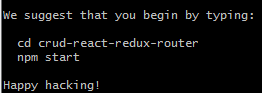 We suggest that you begin by typing:
cd crud-react-redux-router
npm start
Happy hacking!